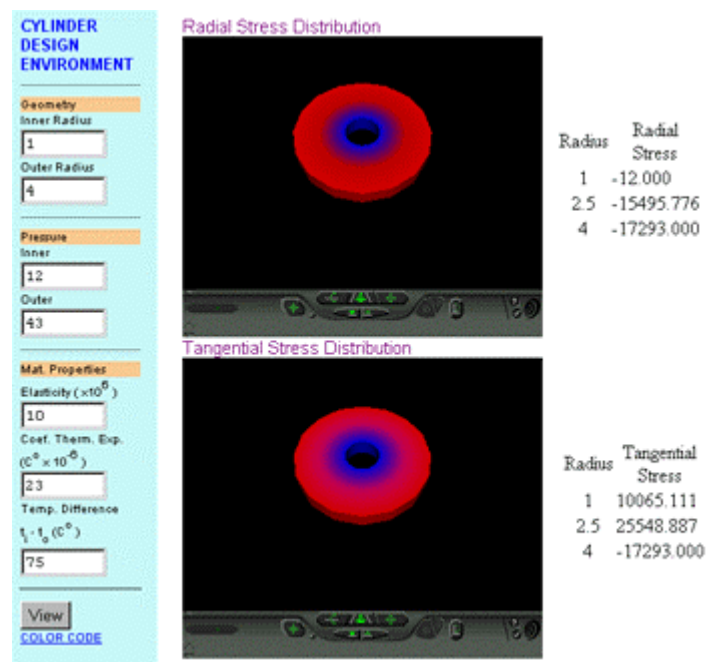 CYLINDER
DESIGN
ENVIRONMENT
Geometry
Inner Radius
1
Outer Radius
4
Pressure
Inner
12
Outer
43
Mat. Properties
Elasticity (×10⁶)
10
Coef. Therm. Exp.
(C° × 10⁻⁶)
23
Temp. Difference
tᵢ - tₒ (C°)
75
View
COLOR CODE
Radial Stress Distribution
Radius Radial
Stress
1 -12.000
2.5 -15495.776
4 -17293.000
Tangential Stress Distribution
Radius Tangential
Stress
1 10065.111
2.5 25548.887
4 -17293.000